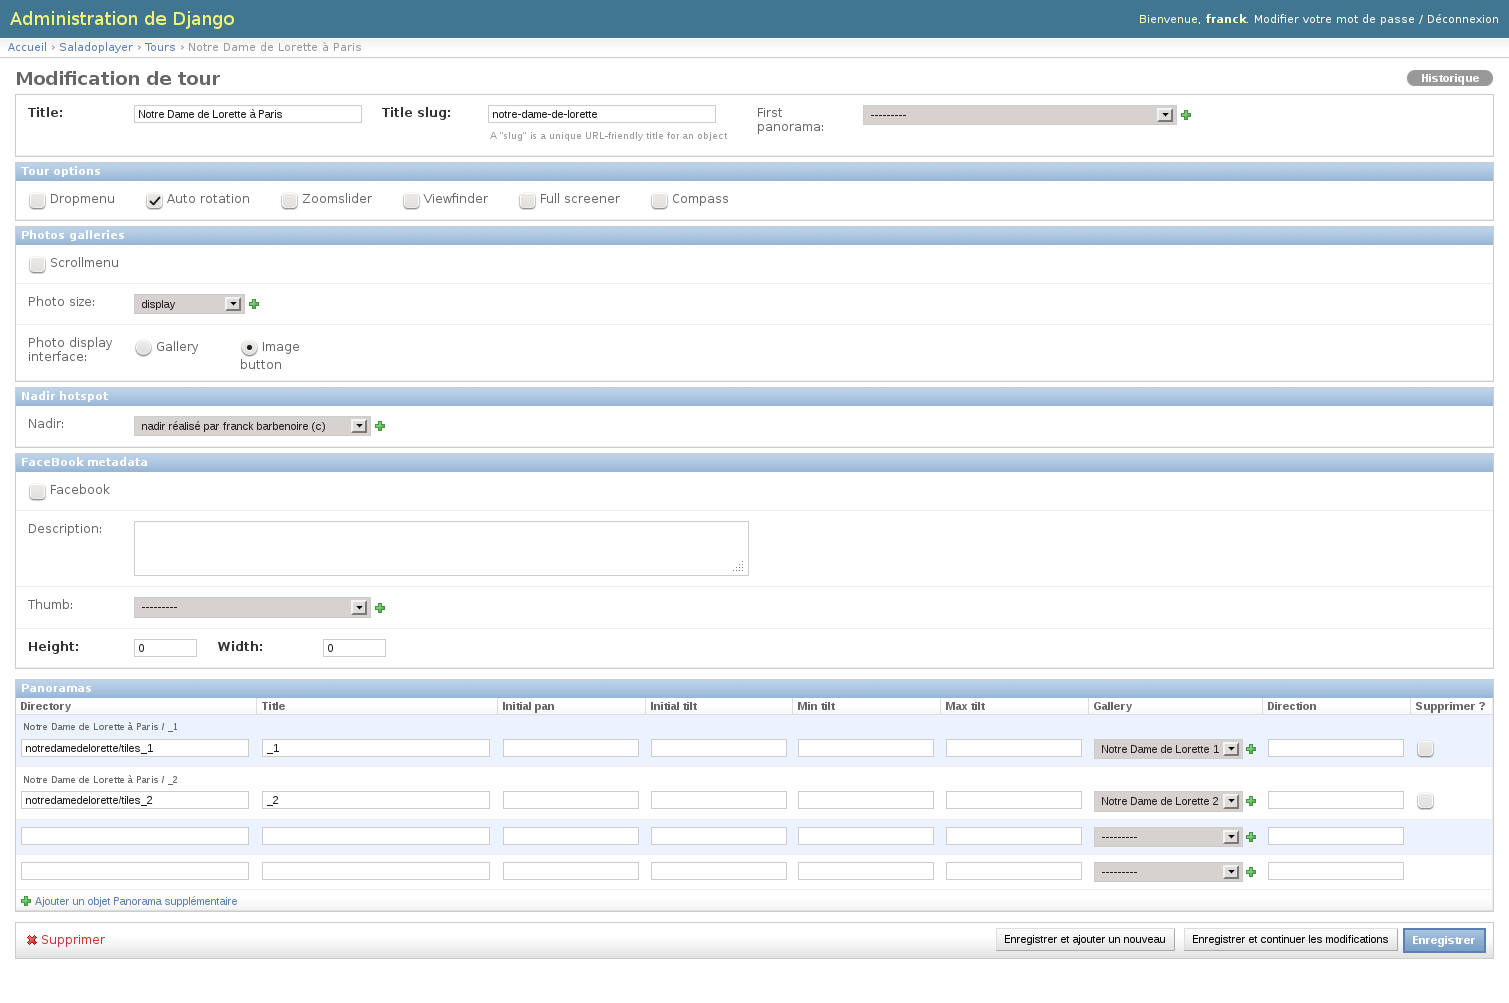 Administration de Django
Bienvenue, franck. Modifier votre mot de passe / Déconnexion
Accueil › Saladoplayer › Tours › Notre Dame de Lorette à Paris
Modification de tour
Historique
Title: Notre Dame de Lorette à Paris Title slug: notre-dame-de-lorette First panorama: ---------
A "slug" is a unique URL-friendly title for an object
Tour options
Dropmenu Auto rotation Zoomslider Viewfinder Full screener Compass
Photos galleries
Scrollmenu
Photo size: display
Photo display interface: Gallery Image button
Nadir hotspot
Nadir: nadir réalisé par franck barbenoire (c)
FaceBook metadata
Facebook
Description:
Thumb: ---------
Height: 0 Width: 0
Panoramas
Directory Title Initial pan Initial tilt Min tilt Max tilt Gallery Direction Supprimer ?
Notre Dame de Lorette à Paris / _1
notredamedelorette/tiles_1 _1 Notre Dame de Lorette 1
Notre Dame de Lorette à Paris / _2
notredamedelorette/tiles_2 _2 Notre Dame de Lorette 2
---------
---------
Ajouter un objet Panorama supplémentaire
Supprimer Enregistrer et ajouter un nouveau Enregistrer et continuer les modifications Enregistrer